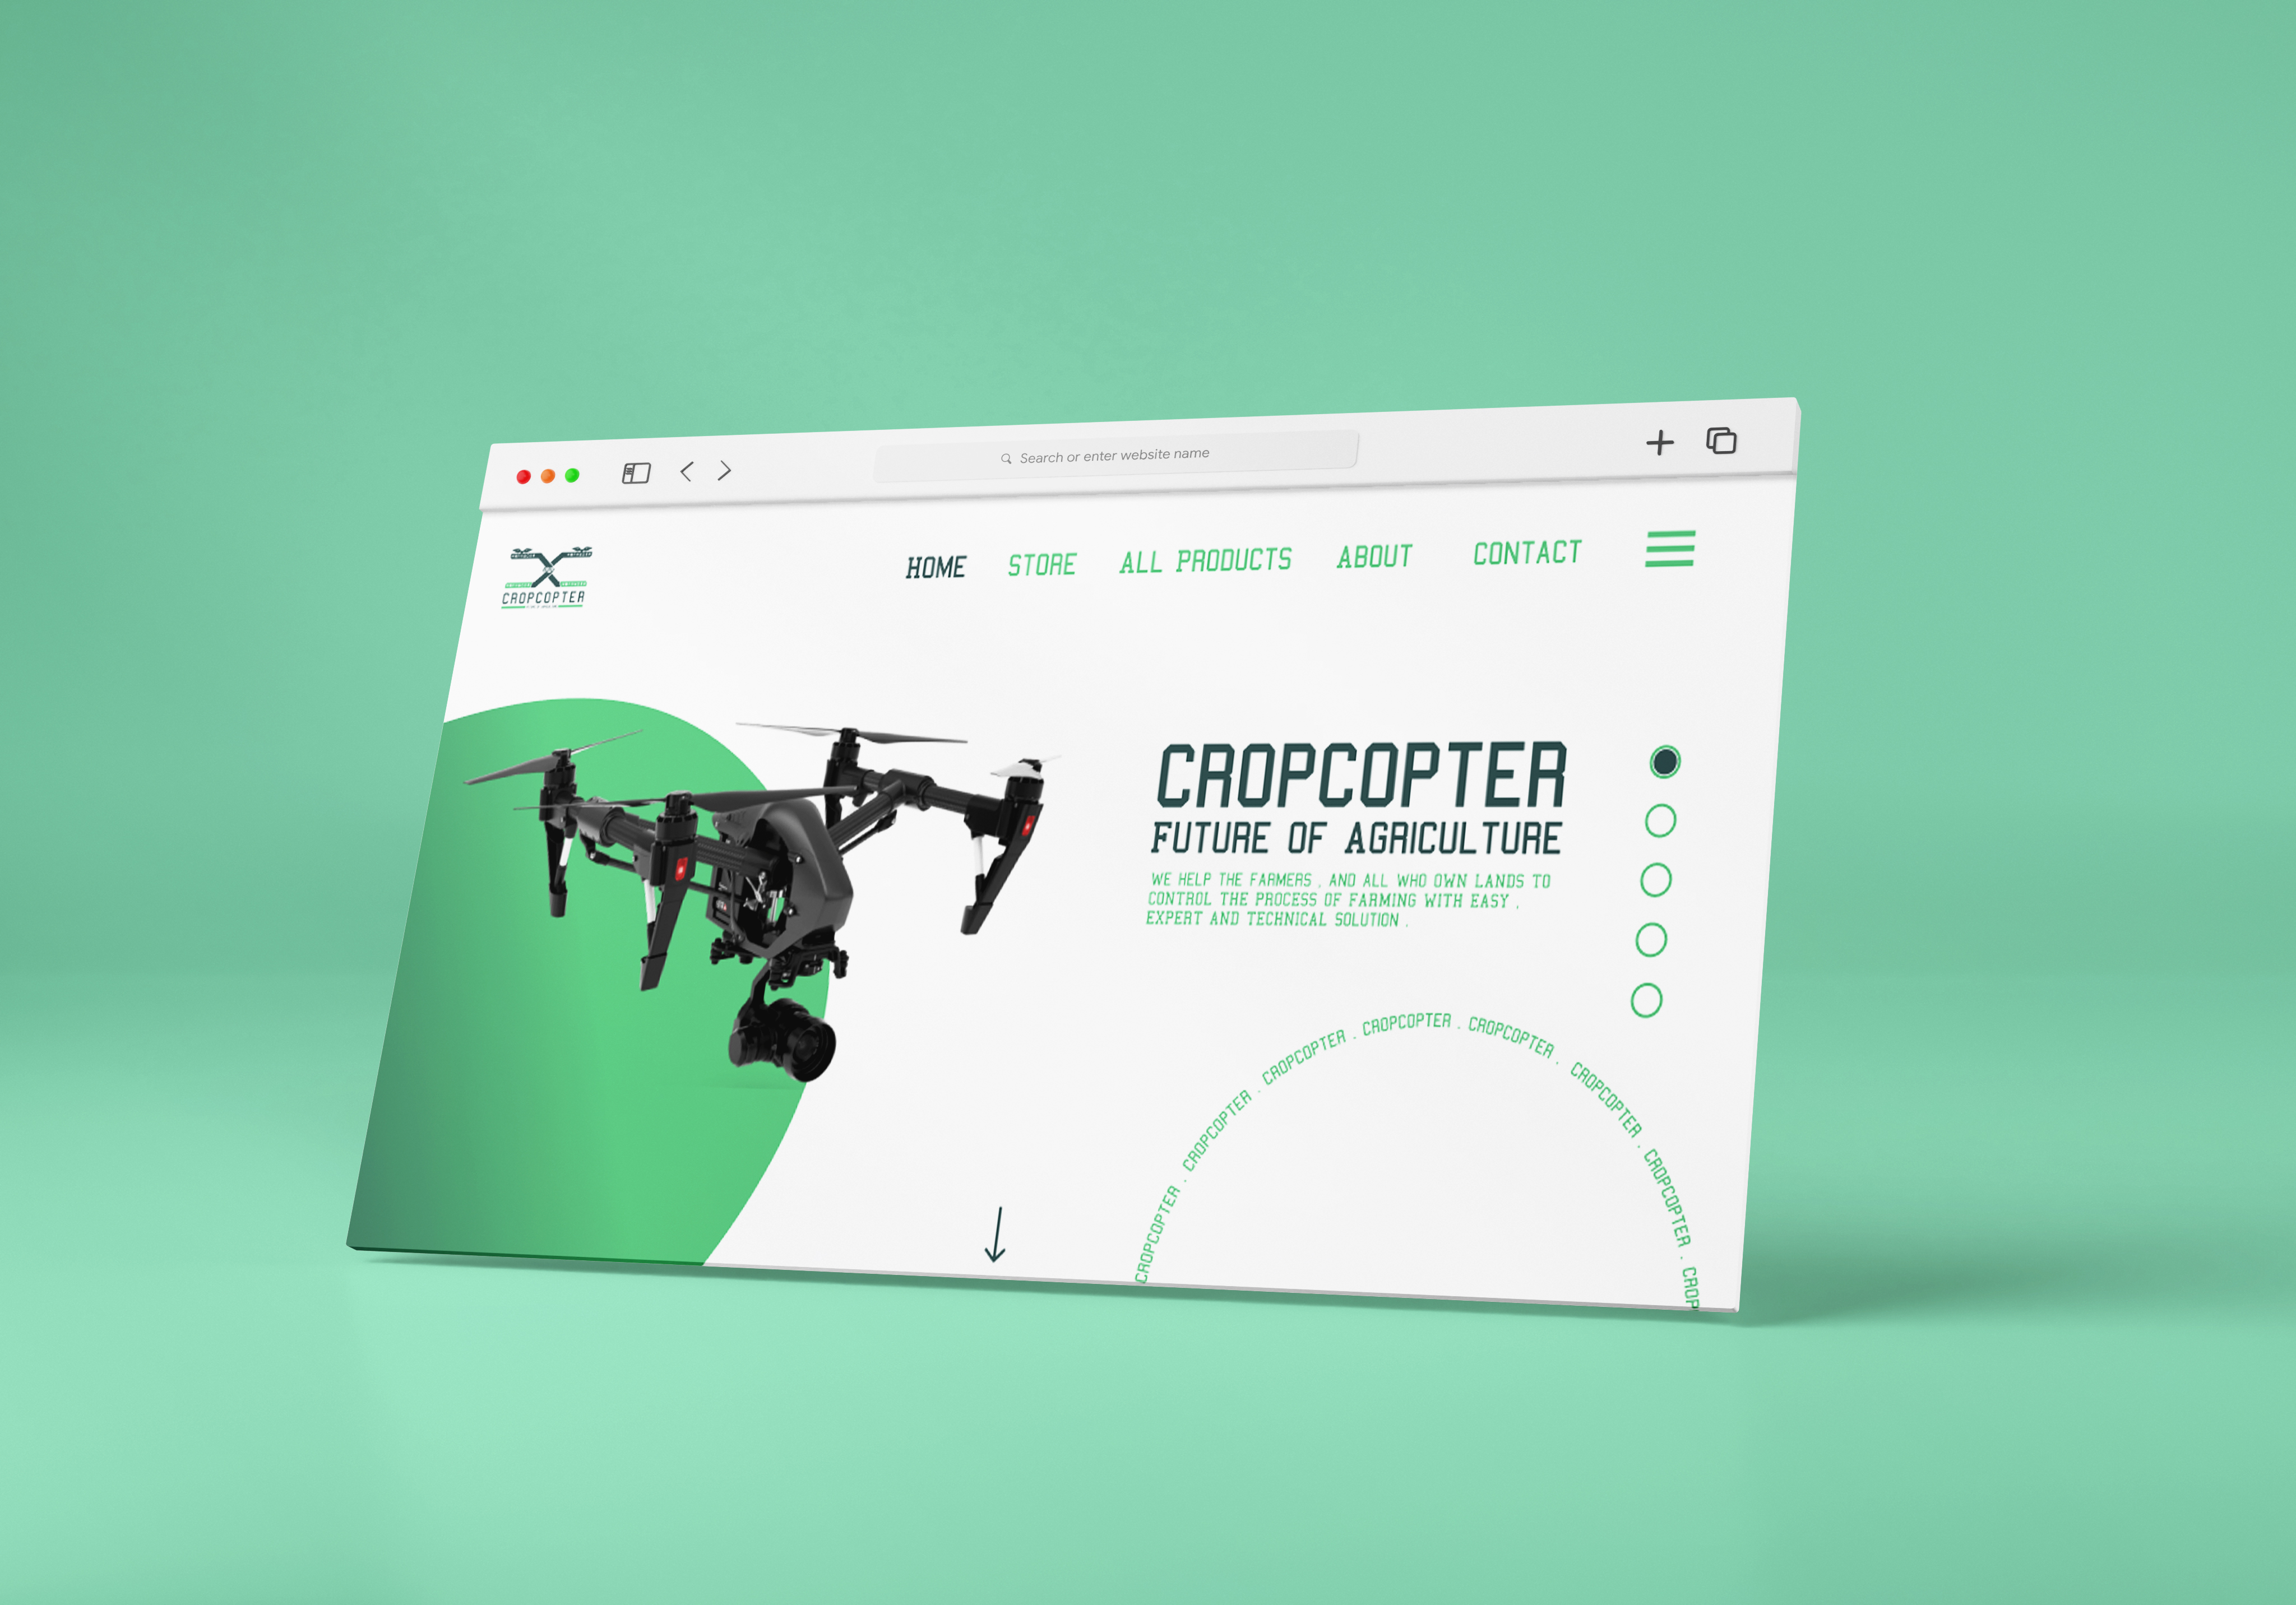 Search or enter website name
CROPCOPTER
HOME STORE ALL PRODUCTS ABOUT CONTACT
CROPCOPTER
FUTURE OF AGRICULTURE
WE HELP THE FARMERS , AND ALL WHO OWN LANDS TO
CONTROL THE PROCESS OF FARMING WITH EASY ,
EXPERT AND TECHNICAL SOLUTION .
CROPCOPTER . CROPCOPTER . CROPCOPTER . CROPCOPTER . CROPCOPTER . CROPCOPTER . CROPCOPTER . CROP